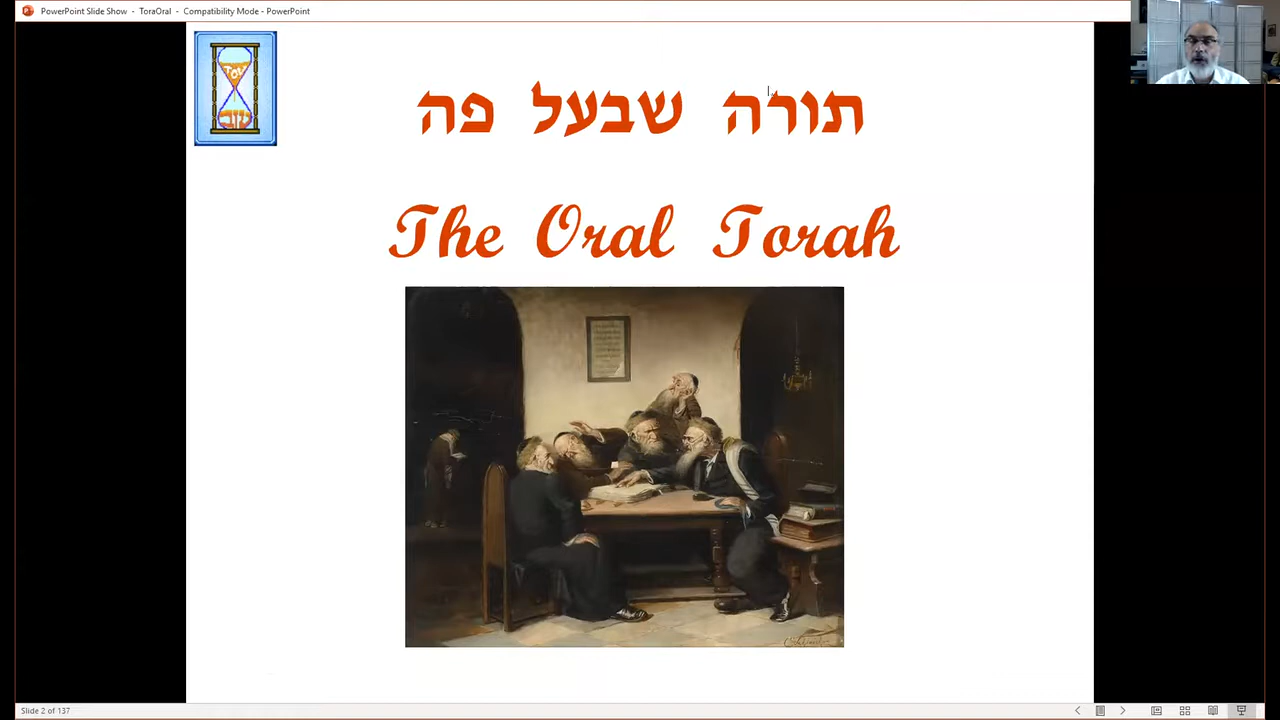 PowerPoint Slide Show - ToraOral - Compatibility Mode - PowerPoint
תורה שבעל פה
The Oral Torah
Slide 2 of 137